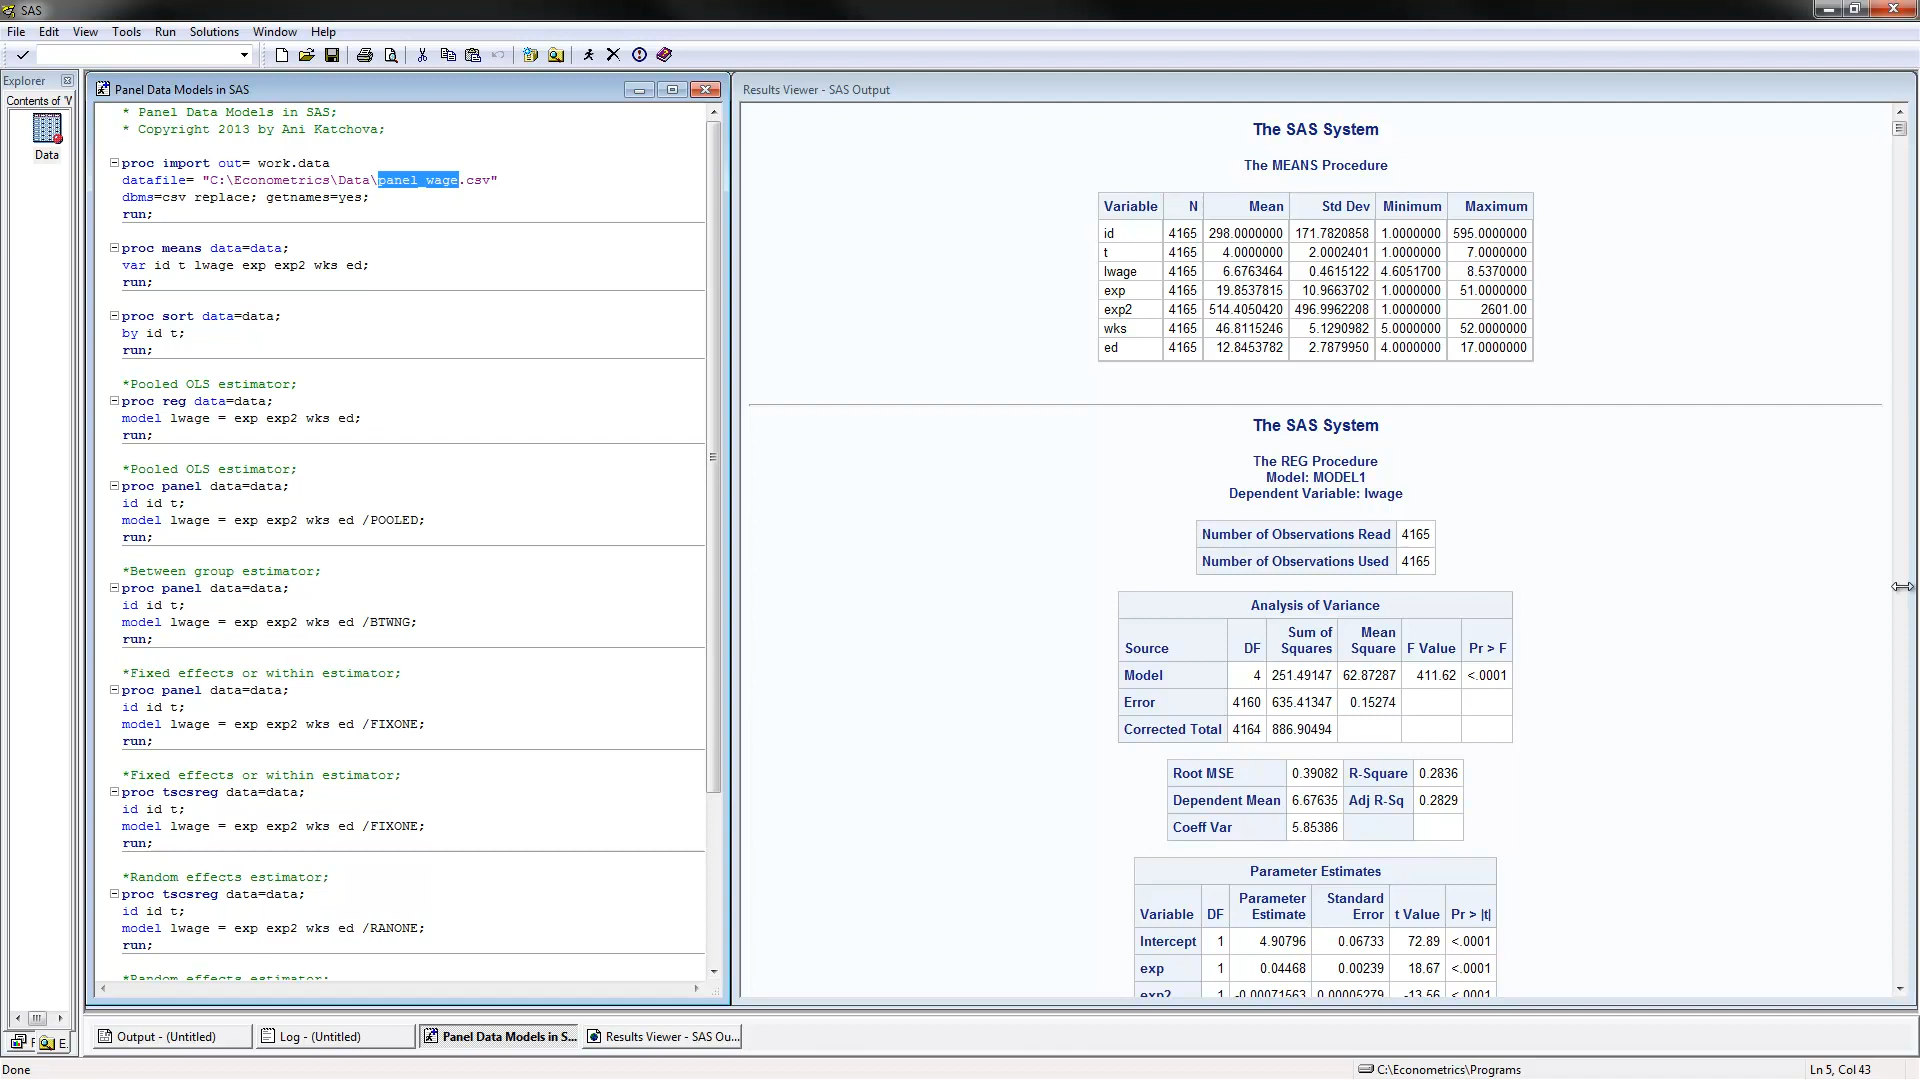 SAS
File Edit View Tools Run Solutions Window Help
Explorer
Contents of 'V
Data
Panel Data Models in SAS
* Panel Data Models in SAS;
* Copyright 2013 by Ani Katchova;
proc import out= work.data
datafile= "C:\Econometrics\Data\panel_wage.csv"
dbms=csv replace; getnames=yes;
run;
proc means data=data;
var id t lwage exp exp2 wks ed;
run;
proc sort data=data;
by id t;
run;
*Pooled OLS estimator;
proc reg data=data;
model lwage = exp exp2 wks ed;
run;
*Pooled OLS estimator;
proc panel data=data;
id id t;
model lwage = exp exp2 wks ed /POOLED;
run;
*Between group estimator;
proc panel data=data;
id id t;
model lwage = exp exp2 wks ed /BTWNG;
run;
*Fixed effects or within estimator;
proc panel data=data;
id id t;
model lwage = exp exp2 wks ed /FIXONE;
run;
*Fixed effects or within estimator;
proc tscsreg data=data;
id id t;
model lwage = exp exp2 wks ed /FIXONE;
run;
*Random effects estimator;
proc tscsreg data=data;
id id t;
model lwage = exp exp2 wks ed /RANONE;
run;
*Random effects estimator;
Results Viewer - SAS Output
The SAS System
The MEANS Procedure
Variable N Mean Std Dev Minimum Maximum
id 4165 298.0000000 171.7820858 1.0000000 595.0000000
t 4165 4.0000000 2.0002401 1.0000000 7.0000000
lwage 4165 6.6763464 0.4615122 4.6051700 8.5370000
exp 4165 19.8537815 10.9663702 1.0000000 51.0000000
exp2 4165 514.4050420 496.9962208 1.0000000 2601.00
wks 4165 46.8115246 5.1290982 5.0000000 52.0000000
ed 4165 12.8453782 2.7879950 4.0000000 17.0000000
The SAS System
The REG Procedure
Model: MODEL1
Dependent Variable: lwage
Number of Observations Read 4165
Number of Observations Used 4165
Analysis of Variance
Source DF Sum of Squares Mean Square F Value Pr > F
Model 4 251.49147 62.87287 411.62 <.0001
Error 4160 635.41347 0.15274
Corrected Total 4164 886.90494
Root MSE 0.39082 R-Square 0.2836
Dependent Mean 6.67635 Adj R-Sq 0.2829
Coeff Var 5.85386
Parameter Estimates
Variable DF Parameter Estimate Standard Error t Value Pr > |t|
Intercept 1 4.90796 0.06733 72.89 <.0001
exp 1 0.04468 0.00239 18.67 <.0001
exp2 1 -0.00071563 0.00005279 -13.56 <.0001
F E.
Output - (Untitled) Log - (Untitled) Panel Data Models in S... Results Viewer - SAS Ou...
Done C:\Econometrics\Programs Ln 5, Col 43